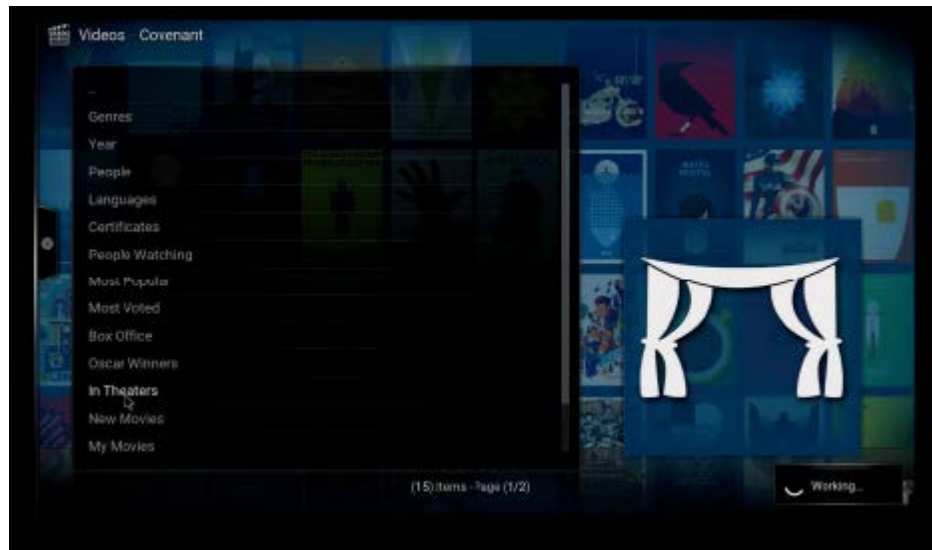 Videos - Covenant
..
Genres
Year
People
Languages
Certificates
People Watching
Most Popular
Most Voted
Box Office
Oscar Winners
In Theaters
New Movies
My Movies
(15) Items - Page (1/2)
Working...